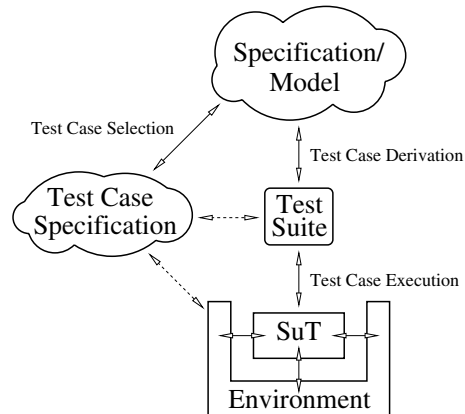 Specification/
Model
Test Case Selection
Test Case Derivation
Test Case
Specification
Test
Suite
Test Case Execution
SuT
Environment